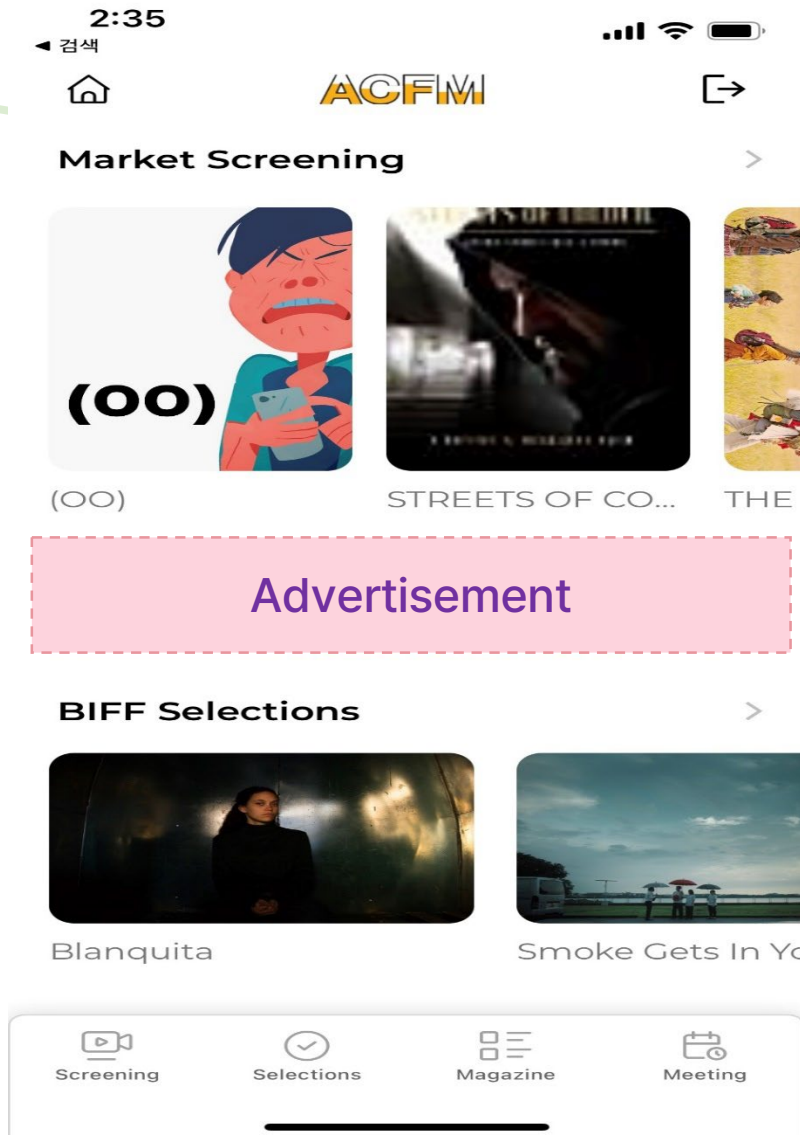 2:35
◀ 검색
ACFM
Market Screening
(OO)
(OO)
STREETS OF CO...
THE
Advertisement
BIFF Selections
Blanquita
Smoke Gets In Yo
Screening
Selections
Magazine
Meeting